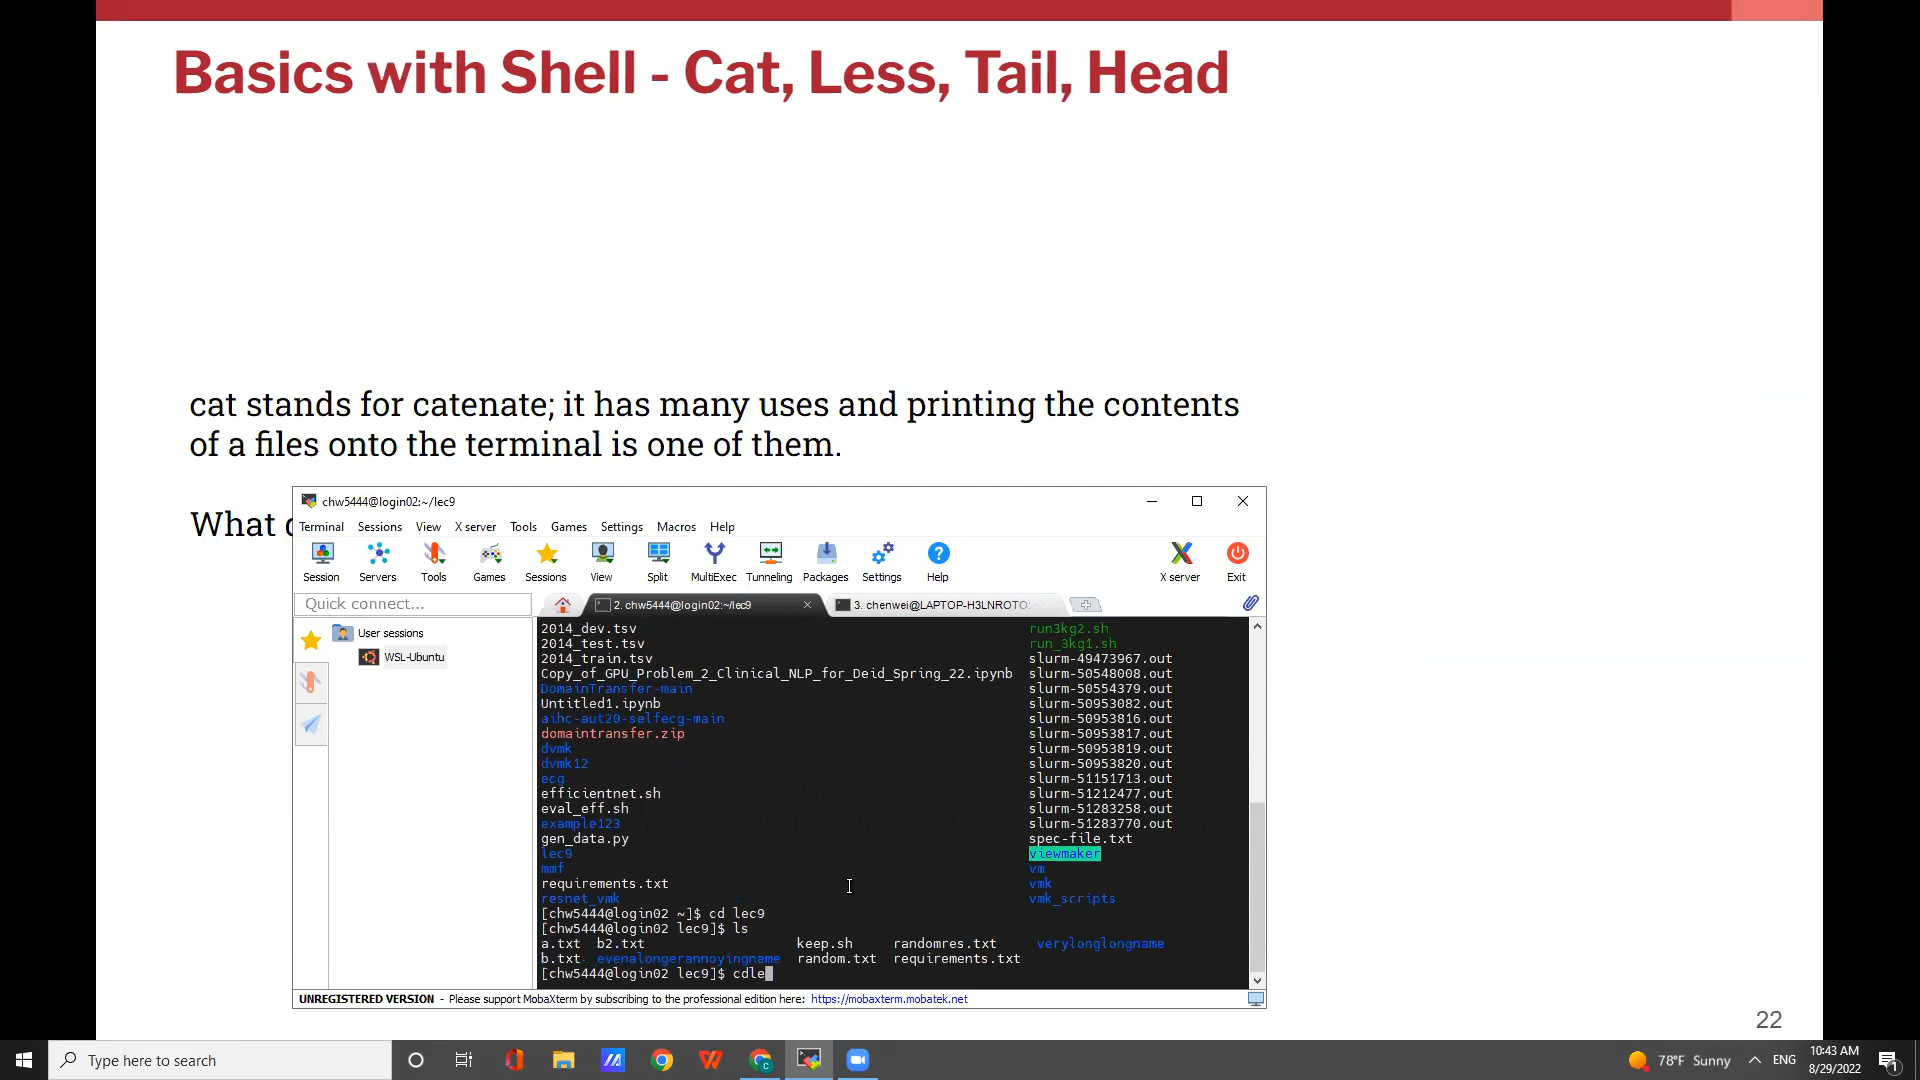 Basics with Shell - Cat, Less, Tail, Head
cat stands for catenate; it has many uses and printing the contents
of a files onto the terminal is one of them.
What
chw5444@login02:~/lec9
Terminal Sessions View X server Tools Games Settings Macros Help
Session Servers Tools Games Sessions View Split MultiExec Tunneling Packages Settings Help X server Exit
Quick connect...
2. chw5444@login02:~/lec9
3. chenwei@LAPTOP-H3LNROTO:
User sessions
WSL-Ubuntu
2014_dev.tsv run3kg2.sh
2014_test.tsv run_3kg1.sh
2014_train.tsv slurm-49473967.out
Copy_of_GPU_Problem_2_Clinical_NLP_for_Deid_Spring_22.ipynb slurm-50548008.out
DomainTransfer-main slurm-50554379.out
Untitled1.ipynb slurm-50953082.out
aihc-aut20-selfecg-main slurm-50953816.out
domaintransfer.zip slurm-50953817.out
dvmk slurm-50953819.out
dvmk12 slurm-50953820.out
ecg slurm-51151713.out
efficientnet.sh slurm-51212477.out
eval_eff.sh slurm-51283258.out
example123 slurm-51283770.out
gen_data.py spec-file.txt
lec9 viewmaker
mmf vm
requirements.txt vmk
resnet_vmk vmk_scripts
[chw5444@login02 ~]$ cd lec9
[chw5444@login02 lec9]$ ls
a.txt b2.txt keep.sh randomres.txt verylonglongname
b.txt evenalongerannoyingname random.txt requirements.txt
[chw5444@login02 lec9]$ cdle
UNREGISTERED VERSION - Please support MobaXterm by subscribing to the professional edition here: https://mobaxterm.mobatek.net
22
Type here to search
78°F Sunny
ENG
10:43 AM
8/29/2022
1